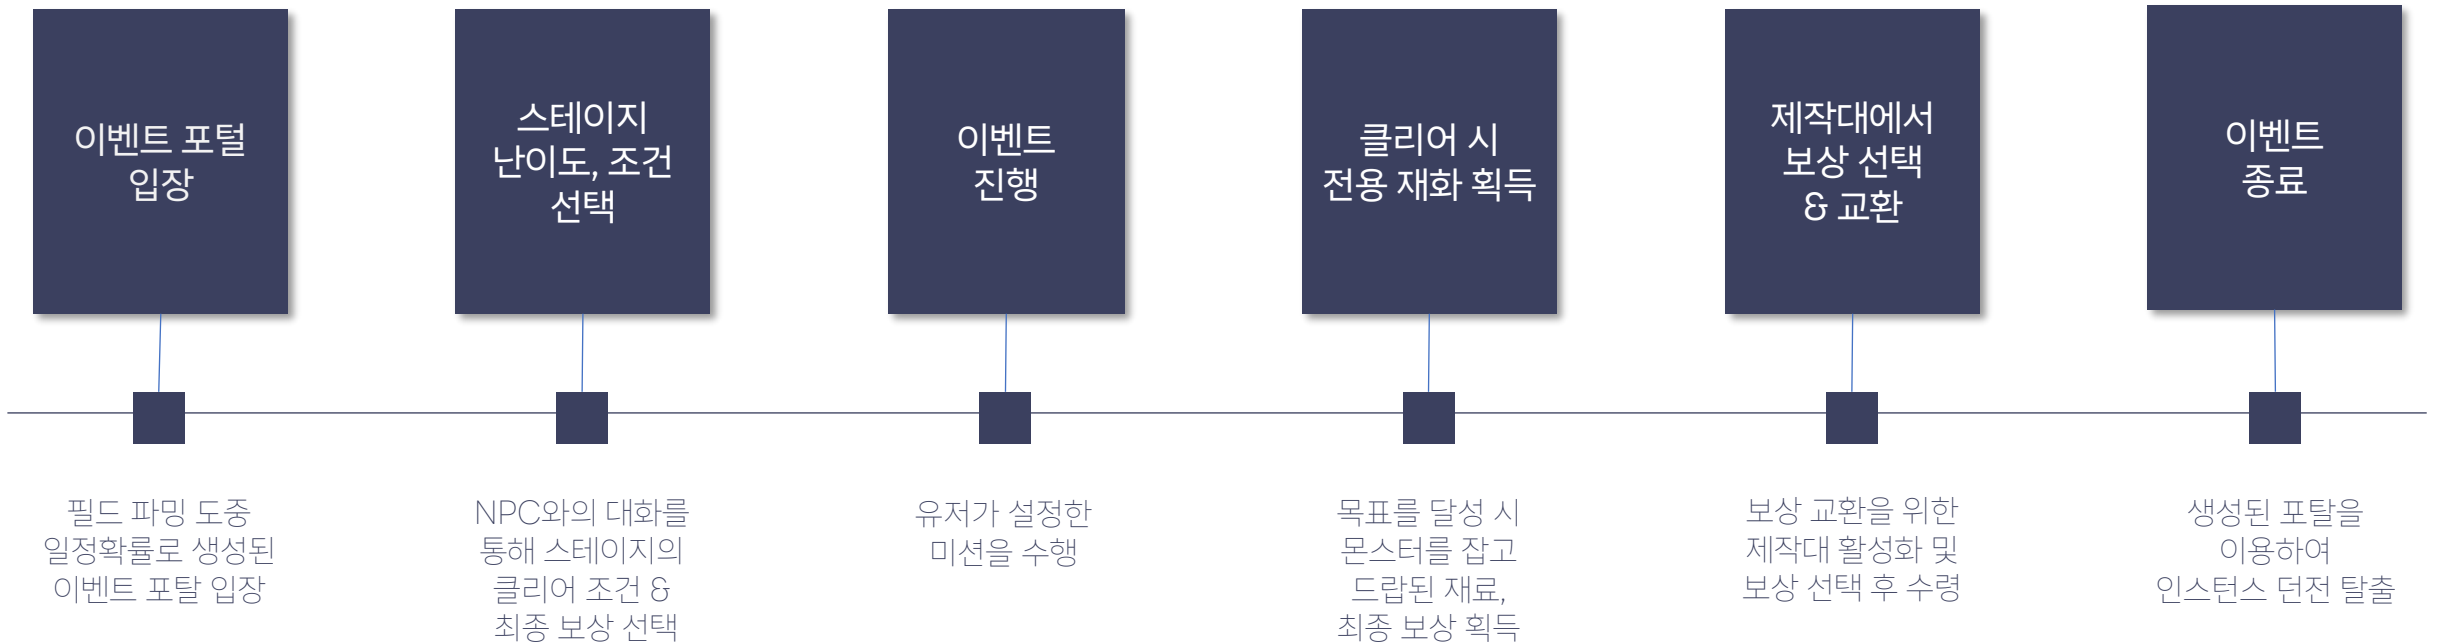 이벤트 포털
입장
스테이지
난이도, 조건
선택
이벤트
진행
클리어 시
전용 재화 획득
제작대에서
보상 선택
& 교환
이벤트
종료
필드 파밍 도중
일정확률로 생성된
이벤트 포탈 입장
NPC와의 대화를
통해 스테이지의
클리어 조건 &
최종 보상 선택
유저가 설정한
미션을 수행
목표를 달성 시
몬스터를 잡고
드랍된 재료,
최종 보상 획득
보상 교환을 위한
제작대 활성화 및
보상 선택 후 수령
생성된 포탈을
이용하여
인스턴스 던전 탈출